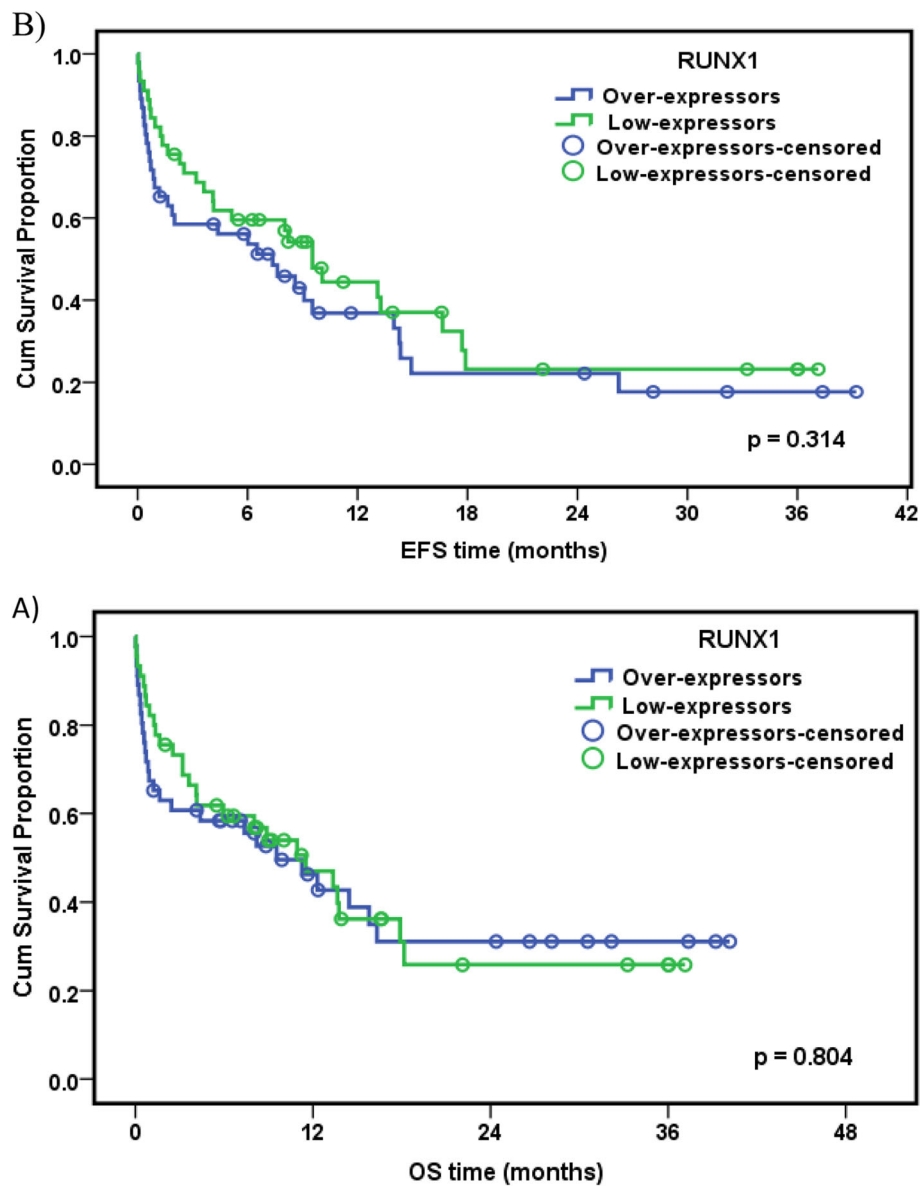 B)
RUNX1
Over-expressors
Low-expressors
Over-expressors-censored
Low-expressors-censored
Cum Survival Proportion
1.0
0.8
0.6
0.4
0.2
0.0
p = 0.314
0 6 12 18 24 30 36 42
EFS time (months)
A)
RUNX1
Over-expressors
Low-expressors
Over-expressors-censored
Low-expressors-censored
Cum Survival Proportion
1.0
0.8
0.6
0.4
0.2
0.0
p = 0.804
0 12 24 36 48
OS time (months)